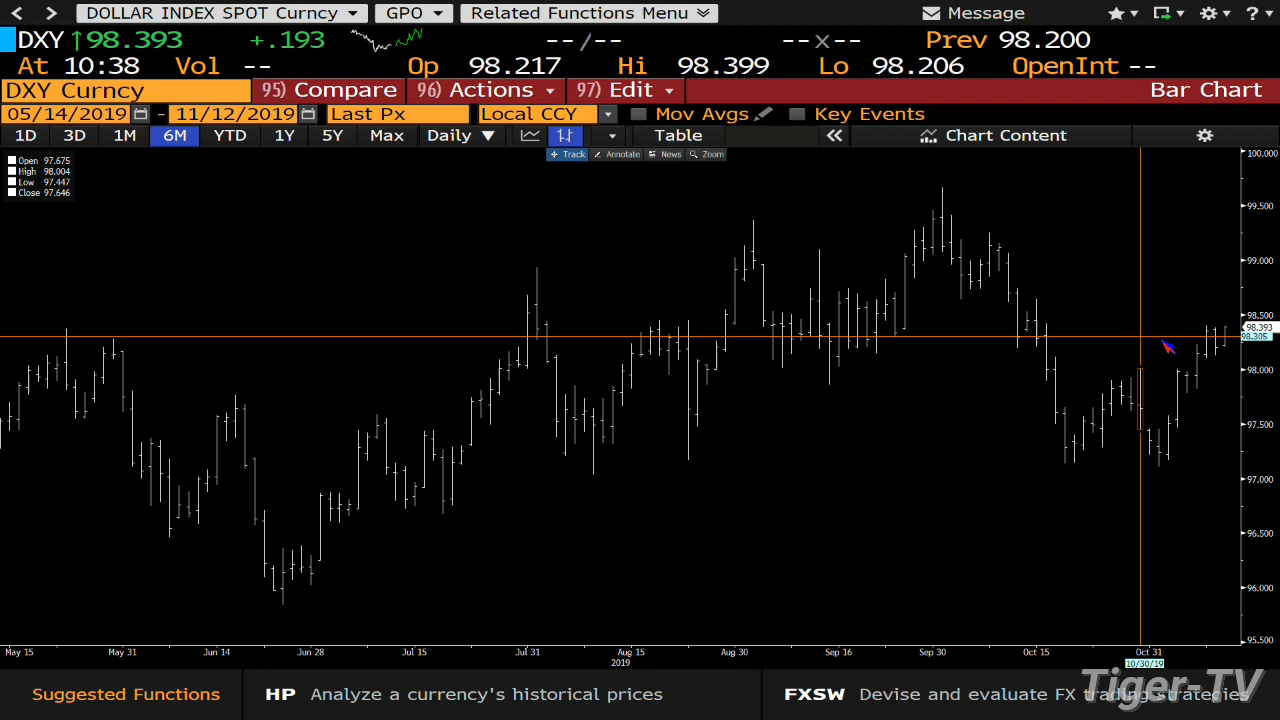 DOLLAR INDEX SPOT Curncy GPO Related Functions Menu Message ?
DXY ↑98.393 +.193 --/-- --x-- Prev 98.200
At 10:38 Vol -- Op 98.217 Hi 98.399 Lo 98.206 OpenInt --
DXY Curncy 95) Compare 96) Actions 97) Edit Bar Chart
05/14/2019 - 11/12/2019 Last Px Local CCY Mov Avgs Key Events
1D 3D 1M 6M YTD 1Y 5Y Max Daily ▼ Table « Chart Content
Track Annotate News Zoom
Open 97.675
High 98.004
Low 97.447
Close 97.646
100.000
99.500
99.000
98.500
98.393
98.305
98.000
97.500
97.000
96.500
96.000
95.500
May 15 May 31 Jun 14 Jun 28 Jul 15 Jul 31 Aug 15 Aug 30 Sep 16 Sep 30 Oct 15 Oct 31
2019 10/30/19
Suggested Functions HP Analyze a currency's historical prices FXSW Devise and evaluate FX trading strategies
Tiger-TV